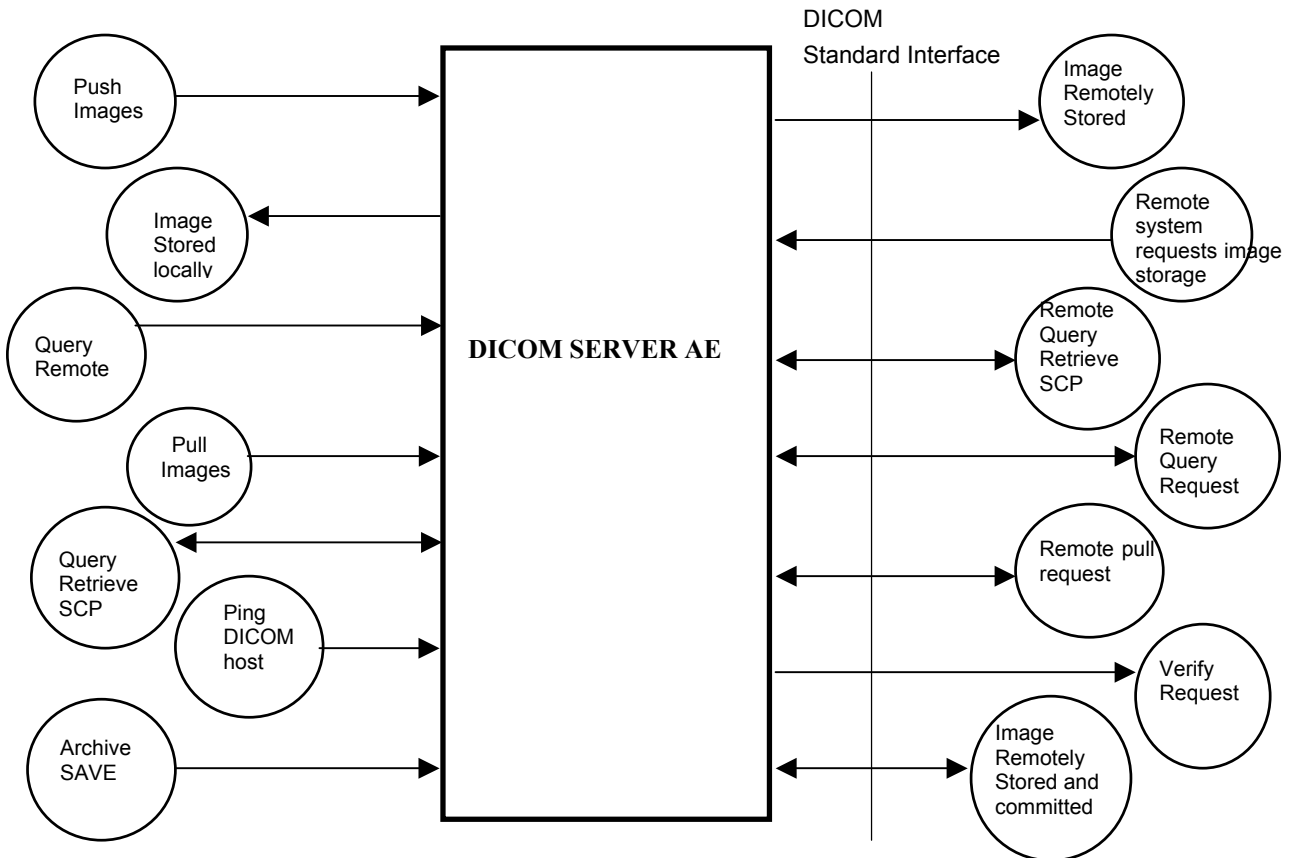 DICOM
Standard Interface
Push
Images
Image
Stored
locally
Query
Remote
Pull
Images
Query
Retrieve
SCP
Ping
DICOM
host
Archive
SAVE
DICOM SERVER AE
Image
Remotely
Stored
Remote
system
requests image
storage
Remote
Query
Retrieve
SCP
Remote
Query
Request
Remote pull
request
Verify
Request
Image
Remotely
Stored and
committed